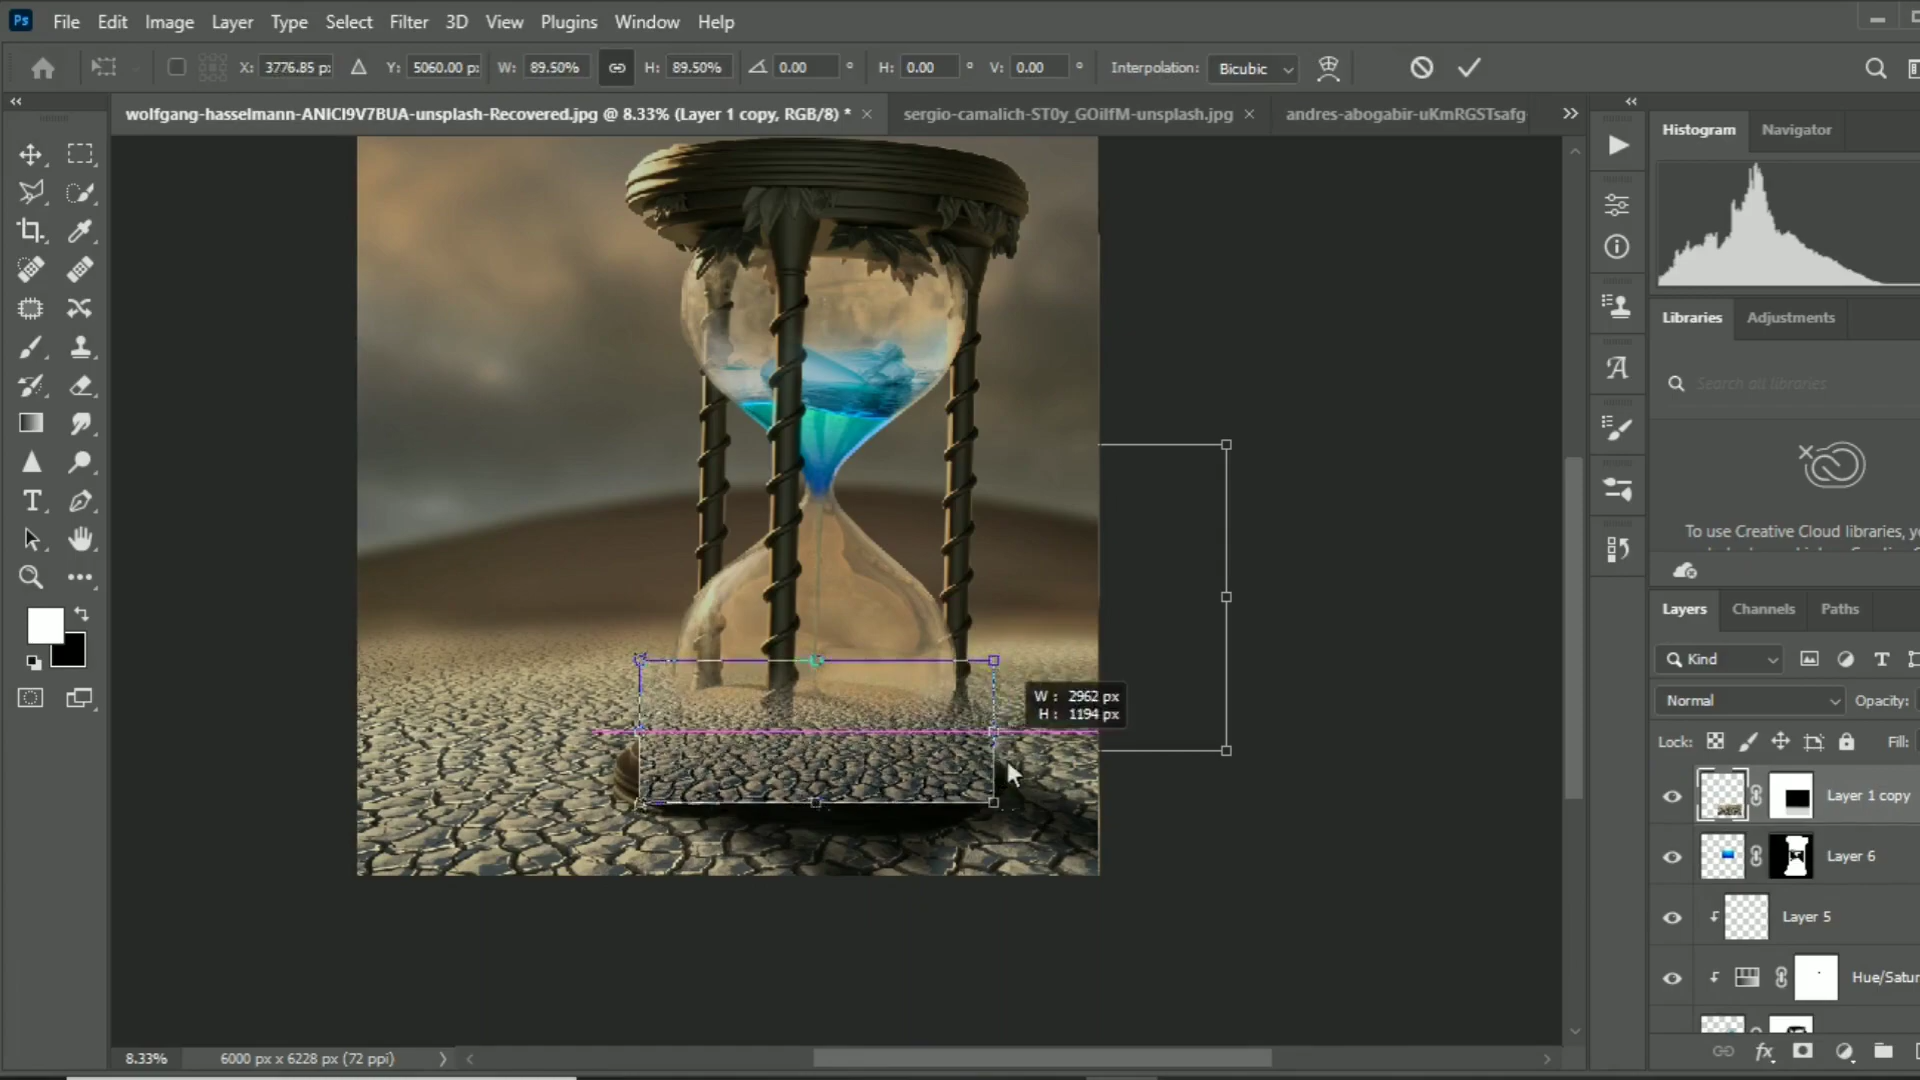 Ps File Edit Image Layer Type Select Filter 3D View Plugins Window Help
X: 3776.85 p: Y: 5060.00 p: W: 89.50% H: 89.50% 0.00 ° H: 0.00 ° V: 0.00 ° Interpolation: Bicubic
wolfgang-hasselmann-ANICI9V7BUA-unsplash-Recovered.jpg @ 8.33% (Layer 1 copy, RGB/8) * × sergio-camalich-ST0y_GOiIfM-unsplash.jpg × andres-abogabir-uKmRGSTsafg
Histogram Navigator
Libraries Adjustments
Search all libraries
To use Creative Cloud libraries, y
Layers Channels Paths
Kind
Normal Opacity:
Lock: Fill:
Layer 1 copy
Layer 6
Layer 5
Hue/Satur
W : 2962 px
H : 1194 px
8.33% 6000 px x 6228 px (72 ppi)